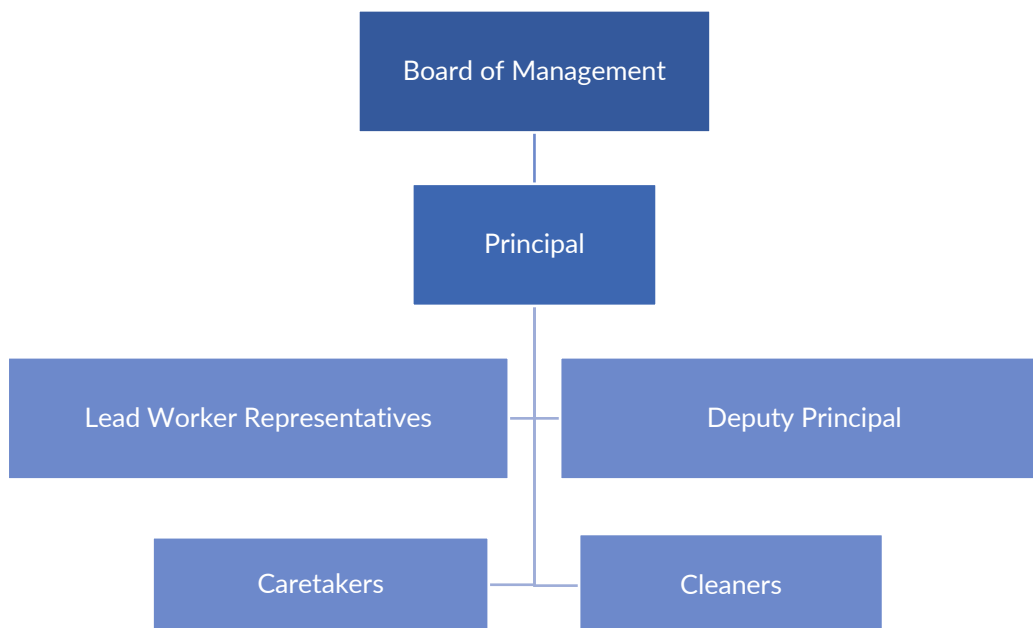 Board of Management
Principal
Lead Worker Representatives
Deputy Principal
Caretakers
Cleaners